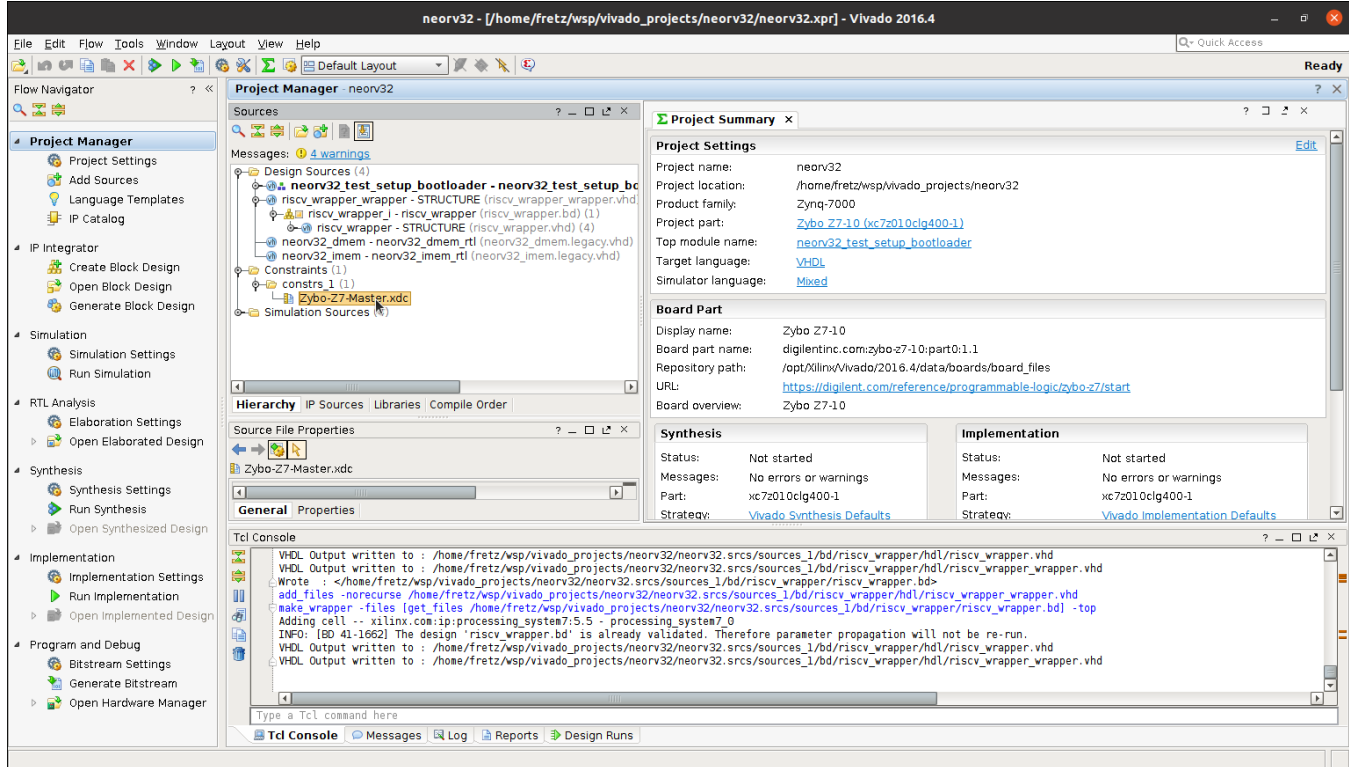 neorv32 - [/home/fretz/wsp/vivado_projects/neorv32/neorv32.xpr] - Vivado 2016.4
File Edit Flow Tools Window Layout View Help
Quick Access
Default Layout
Ready
Flow Navigator
Project Manager
Project Settings
Add Sources
Language Templates
IP Catalog
IP Integrator
Create Block Design
Open Block Design
Generate Block Design
Simulation
Simulation Settings
Run Simulation
RTL Analysis
Elaboration Settings
Open Elaborated Design
Synthesis
Synthesis Settings
Run Synthesis
Open Synthesized Design
Implementation
Implementation Settings
Run Implementation
Open Implemented Design
Program and Debug
Bitstream Settings
Generate Bitstream
Open Hardware Manager
Project Manager - neorv32
Sources
Messages: 4 warnings
Design Sources (4)
neorv32_test_setup_bootloader - neorv32_test_setup_bo
riscv_wrapper_wrapper - STRUCTURE (riscv_wrapper_wrapper.vhd
riscv_wrapper_i - riscv_wrapper (riscv_wrapper.bd) (1)
riscv_wrapper - STRUCTURE (riscv_wrapper.vhd) (4)
neorv32_dmem - neorv32_dmem_rtl (neorv32_dmem.legacy.vhd)
neorv32_imem - neorv32_imem_rtl (neorv32_imem.legacy.vhd)
Constraints (1)
constrs_1 (1)
Zybo-Z7-Master.xdc
Simulation Sources
Hierarchy IP Sources Libraries Compile Order
Source File Properties
Zybo-Z7-Master.xdc
General Properties
Project Summary
Project Settings
Edit
Project name: neorv32
Project location: /home/fretz/wsp/vivado_projects/neorv32
Product family: Zynq-7000
Project part: Zybo Z7-10 (xc7z010clg400-1)
Top module name: neorv32_test_setup_bootloader
Target language: VHDL
Simulator language: Mixed
Board Part
Display name: Zybo Z7-10
Board part name: digilentinc.com:zybo-z7-10:part0:1.1
Repository path: /opt/Xilinx/Vivado/2016.4/data/boards/board_files
URL: https://digilent.com/reference/programmable-logic/zybo-z7/start
Board overview: Zybo Z7-10
Synthesis
Status: Not started
Messages: No errors or warnings
Part: xc7z010clg400-1
Strategy: Vivado Synthesis Defaults
Implementation
Status: Not started
Messages: No errors or warnings
Part: xc7z010clg400-1
Strategy: Vivado Implementation Defaults
Tcl Console
VHDL Output written to : /home/fretz/wsp/vivado_projects/neorv32/neorv32.srcs/sources_1/bd/riscv_wrapper/hdl/riscv_wrapper.vhd
VHDL Output written to : /home/fretz/wsp/vivado_projects/neorv32/neorv32.srcs/sources_1/bd/riscv_wrapper/hdl/riscv_wrapper_wrapper.vhd
Wrote : </home/fretz/wsp/vivado_projects/neorv32/neorv32.srcs/sources_1/bd/riscv_wrapper/riscv_wrapper.bd>
add_files -norecurse /home/fretz/wsp/vivado_projects/neorv32/neorv32.srcs/sources_1/bd/riscv_wrapper/hdl/riscv_wrapper_wrapper.vhd
make_wrapper -files [get_files /home/fretz/wsp/vivado_projects/neorv32/neorv32.srcs/sources_1/bd/riscv_wrapper/riscv_wrapper.bd] -top
Adding cell -- xilinx.com:ip:processing_system7:5.5 - processing_system7_0
INFO: [BD 41-1662] The design 'riscv_wrapper.bd' is already validated. Therefore parameter propagation will not be re-run.
VHDL Output written to : /home/fretz/wsp/vivado_projects/neorv32/neorv32.srcs/sources_1/bd/riscv_wrapper/hdl/riscv_wrapper.vhd
VHDL Output written to : /home/fretz/wsp/vivado_projects/neorv32/neorv32.srcs/sources_1/bd/riscv_wrapper/hdl/riscv_wrapper_wrapper.vhd
Type a Tcl command here
Tcl Console Messages Log Reports Design Runs